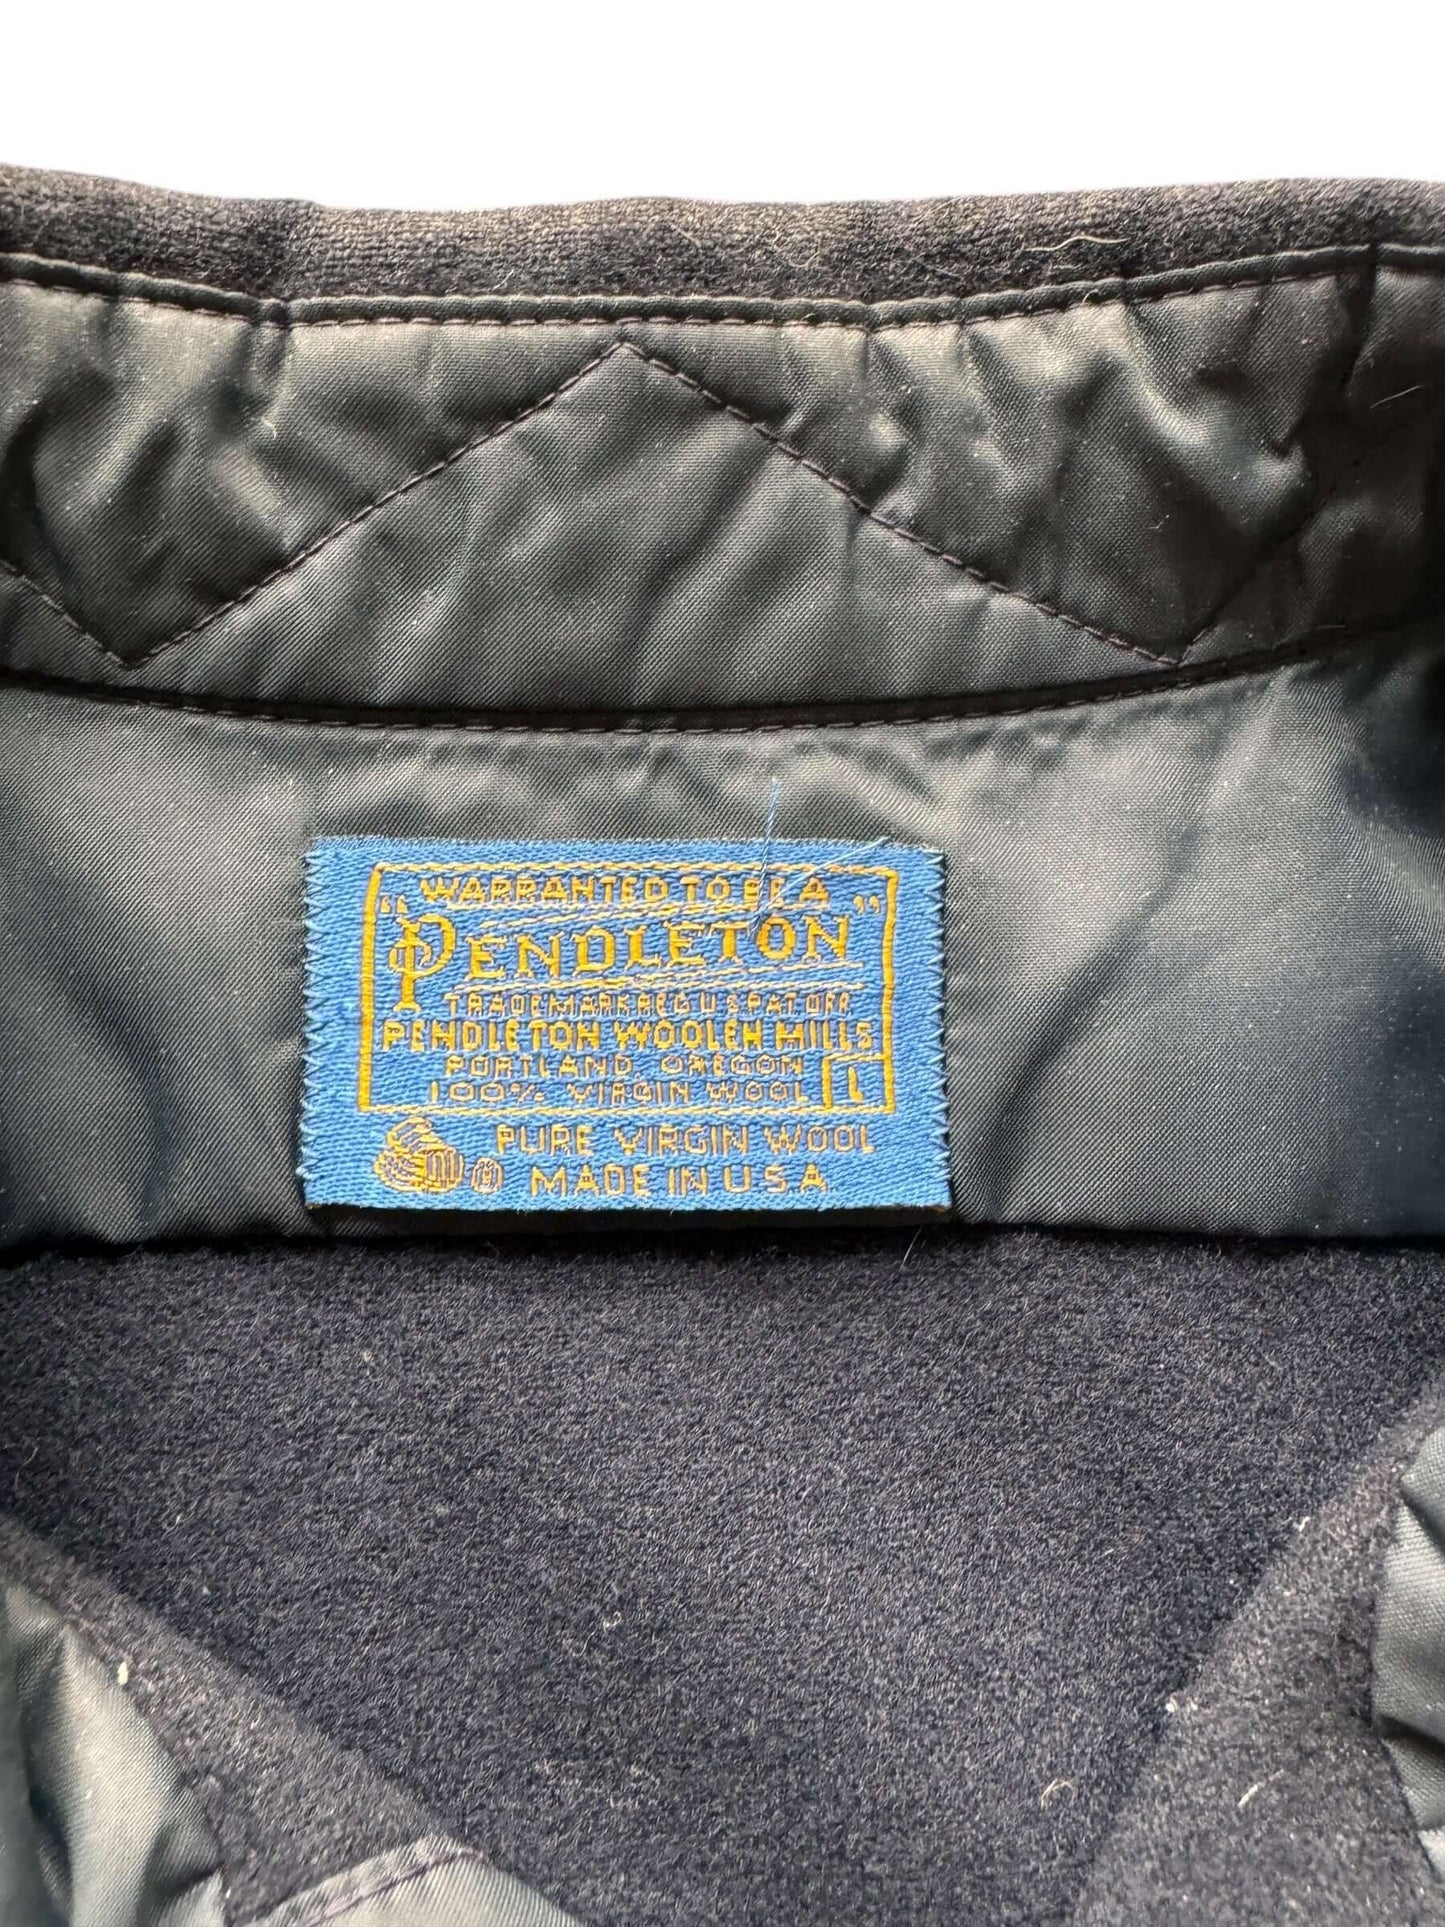 WARRANTED TO BE A
"PENDLETON"
TRADEMARK REG U S PAT OFF
PENDLETON WOOLEN MILLS
PORTLAND, OREGON
100% VIRGIN WOOL L
PURE VIRGIN WOOL
MADE IN U S A